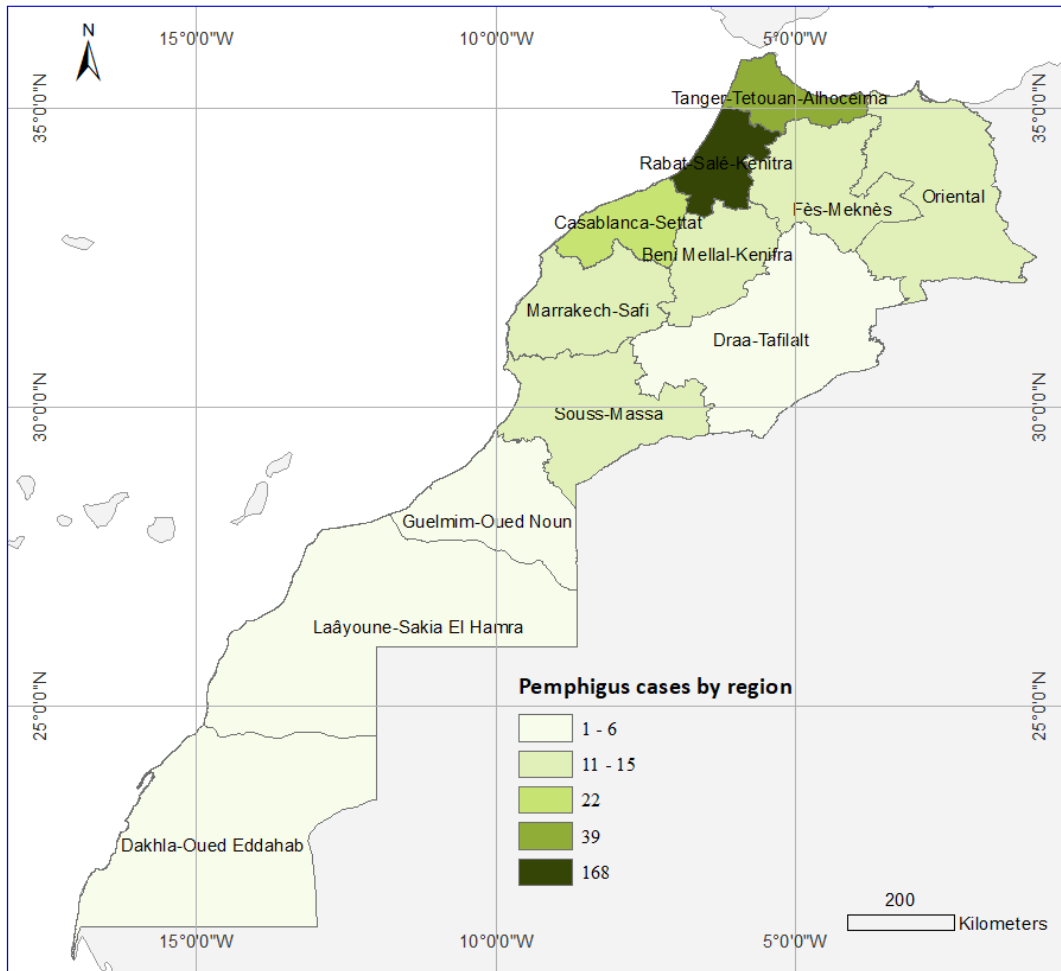 N
15°0'0"W
10°0'0"W
5°0'0"W
35°0'0"N
35°0'0"N
Tanger-Tetouan-Alhoceima
Rabat-Salé-Kenitra
Oriental
Fès-Meknès
Casablanca-Settat
Beni Mellal-Kenifra
Marrakech-Safi
Draa-Tafilalt
30°0'0"N
30°0'0"N
Souss-Massa
Guelmim-Oued Noun
Laâyoune-Sakia El Hamra
25°0'0"N
25°0'0"N
Pemphigus cases by region
1 - 6
11 - 15
22
39
168
Dakhla-Oued Eddahab
200
Kilometers
15°0'0"W
10°0'0"W
5°0'0"W